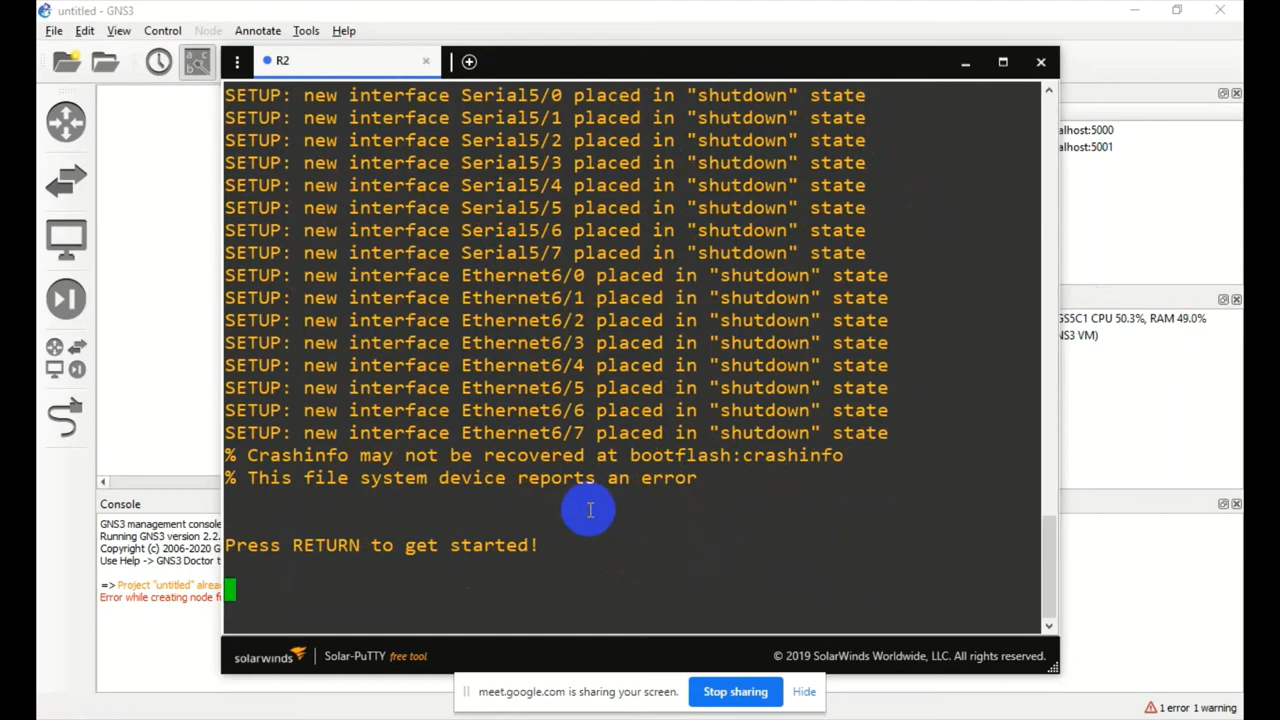 untitled - GNS3
File Edit View Control Node Annotate Tools Help
R2
SETUP: new interface Serial5/0 placed in "shutdown" state
SETUP: new interface Serial5/1 placed in "shutdown" state
SETUP: new interface Serial5/2 placed in "shutdown" state
SETUP: new interface Serial5/3 placed in "shutdown" state
SETUP: new interface Serial5/4 placed in "shutdown" state
SETUP: new interface Serial5/5 placed in "shutdown" state
SETUP: new interface Serial5/6 placed in "shutdown" state
SETUP: new interface Serial5/7 placed in "shutdown" state
SETUP: new interface Ethernet6/0 placed in "shutdown" state
SETUP: new interface Ethernet6/1 placed in "shutdown" state
SETUP: new interface Ethernet6/2 placed in "shutdown" state
SETUP: new interface Ethernet6/3 placed in "shutdown" state
SETUP: new interface Ethernet6/4 placed in "shutdown" state
SETUP: new interface Ethernet6/5 placed in "shutdown" state
SETUP: new interface Ethernet6/6 placed in "shutdown" state
SETUP: new interface Ethernet6/7 placed in "shutdown" state
% Crashinfo may not be recovered at bootflash:crashinfo
% This file system device reports an error
Press RETURN to get started!
solarwinds Solar-PuTTY free tool
© 2019 SolarWinds Worldwide, LLC. All rights reserved.
alhost:5000
alhost:5001
GS5C1 CPU 50.3%, RAM 49.0%
NS3 VM)
Console
GNS3 management console
Running GNS3 version 2.2.
Copyright (c) 2006-2020 G
Use Help -> GNS3 Doctor t
=> Project "untitled" alrea
Error while creating node f
meet.google.com is sharing your screen. Stop sharing Hide
1 error 1 warning